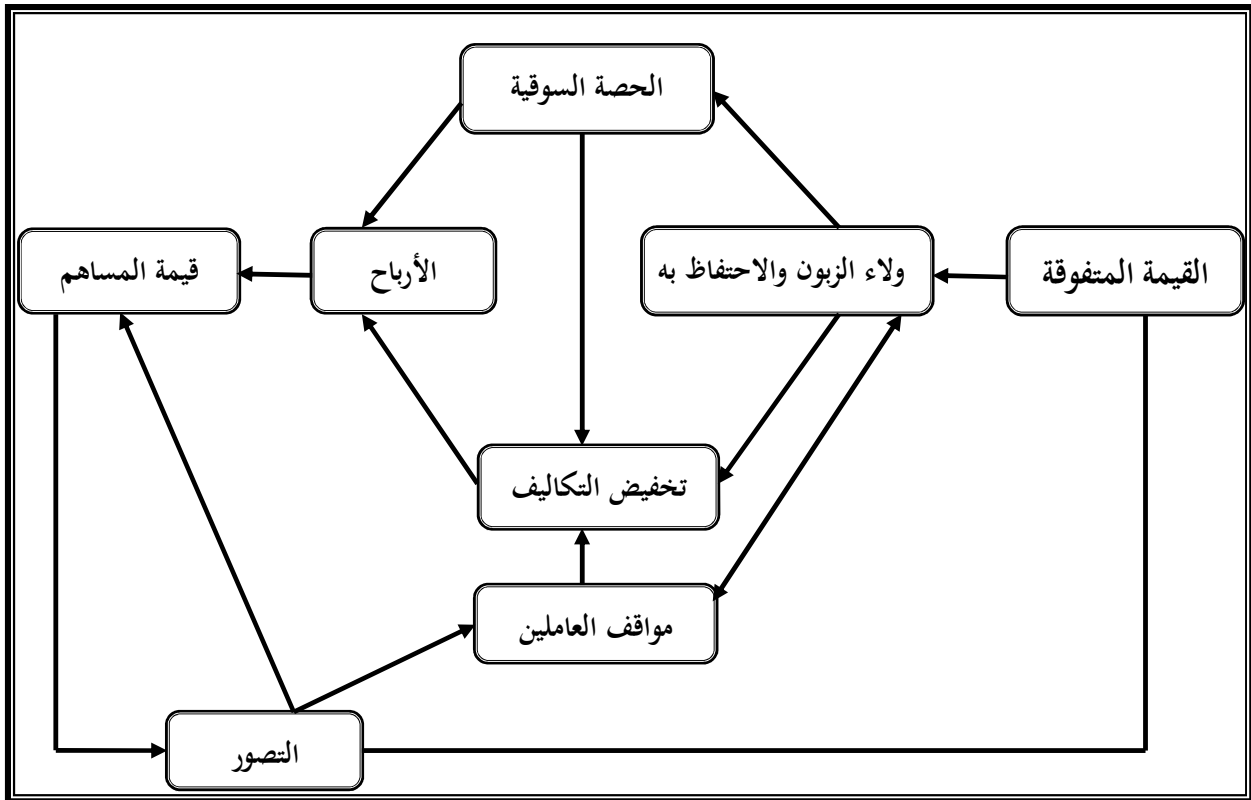 الحصة السوقية
القيمة المتفوقة
ولاء الزبون والاحتفاظ به
الأرباح
قيمة المساهم
تخفيض التكاليف
مواقف العاملين
التصور